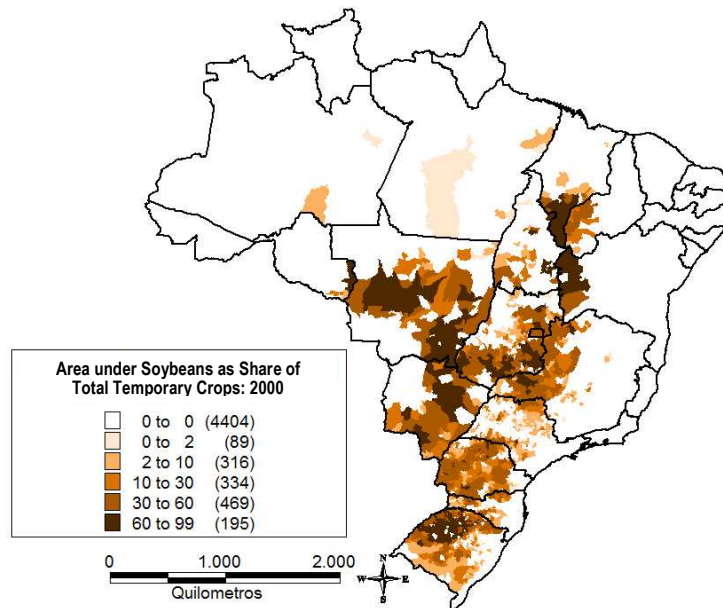 Area under Soybeans as Share of
Total Temporary Crops: 2000
0 to 0 (4404)
0 to 2 (89)
2 to 10 (316)
10 to 30 (334)
30 to 60 (469)
60 to 99 (195)
0 1.000 2.000
Quilometros
N
W E
S